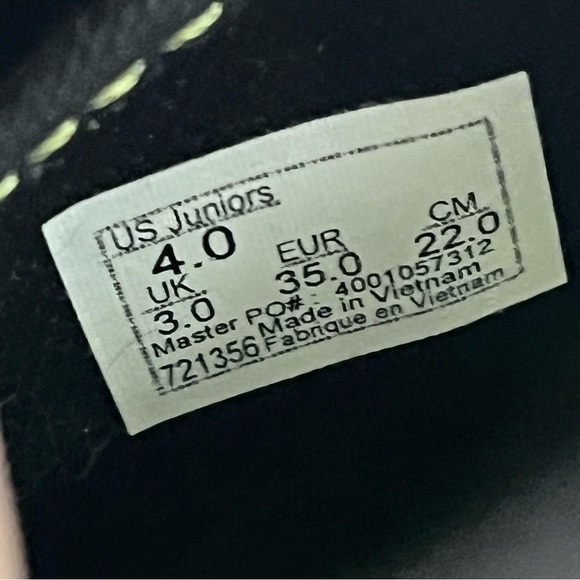 US Juniors
4.0
UK EUR CM
3.0 35.0 22.0
Master PO# : 4001057312
Made in Vietnam
721356 Fabrique en Vietnam